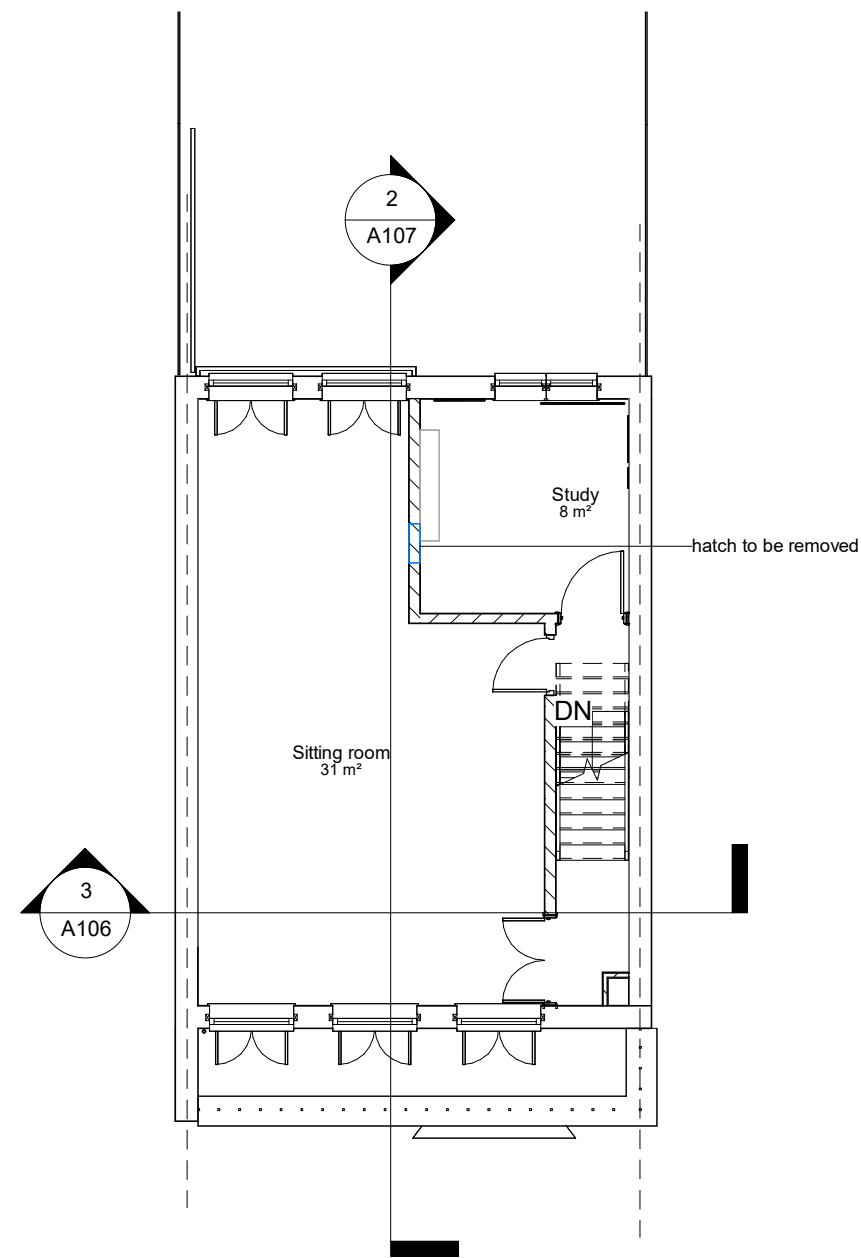 2
A107
Study
8 m²
hatch to be removed
DN
Sitting room
31 m²
3
A106